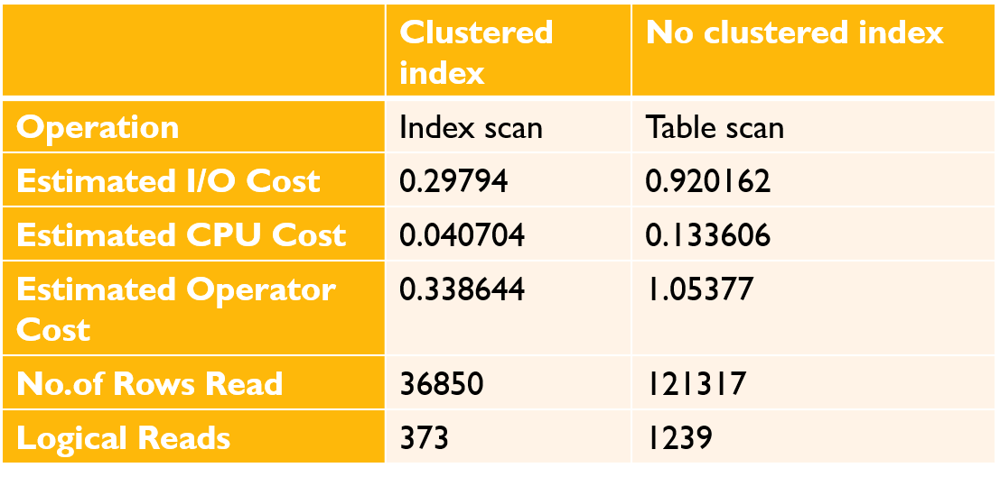 Clustered index No clustered index
Operation Index scan Table scan
Estimated I/O Cost 0.29794 0.920162
Estimated CPU Cost 0.040704 0.133606
Estimated Operator Cost 0.338644 1.05377
No.of Rows Read 36850 121317
Logical Reads 373 1239